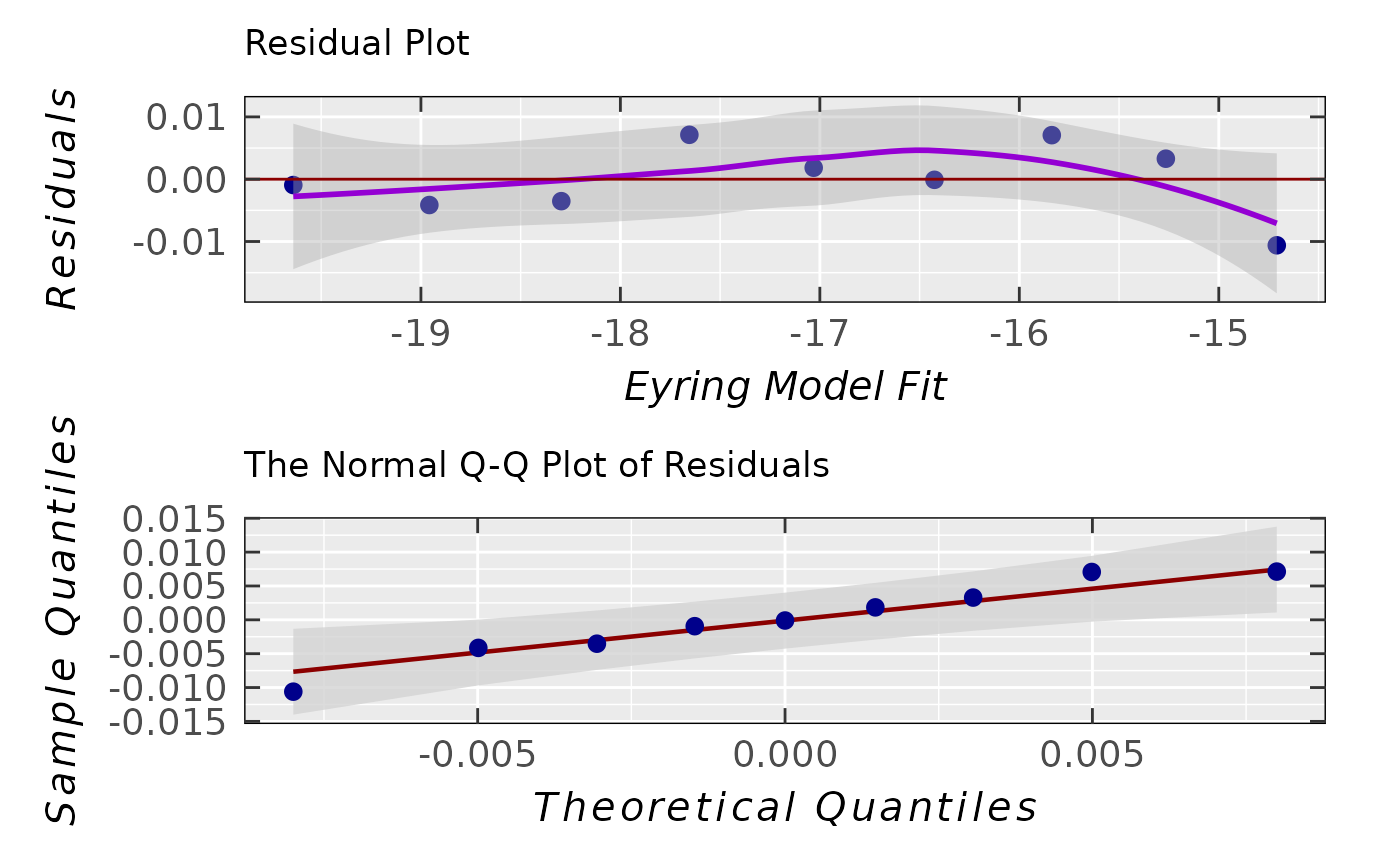 Residual Plot
Residuals
0.01
0.00
-0.01
-19 -18 -17 -16 -15
Eyring Model Fit
The Normal Q-Q Plot of Residuals
Sample Quantiles
0.015
0.010
0.005
0.000
-0.005
-0.010
-0.015
-0.005 0.000 0.005
Theoretical Quantiles